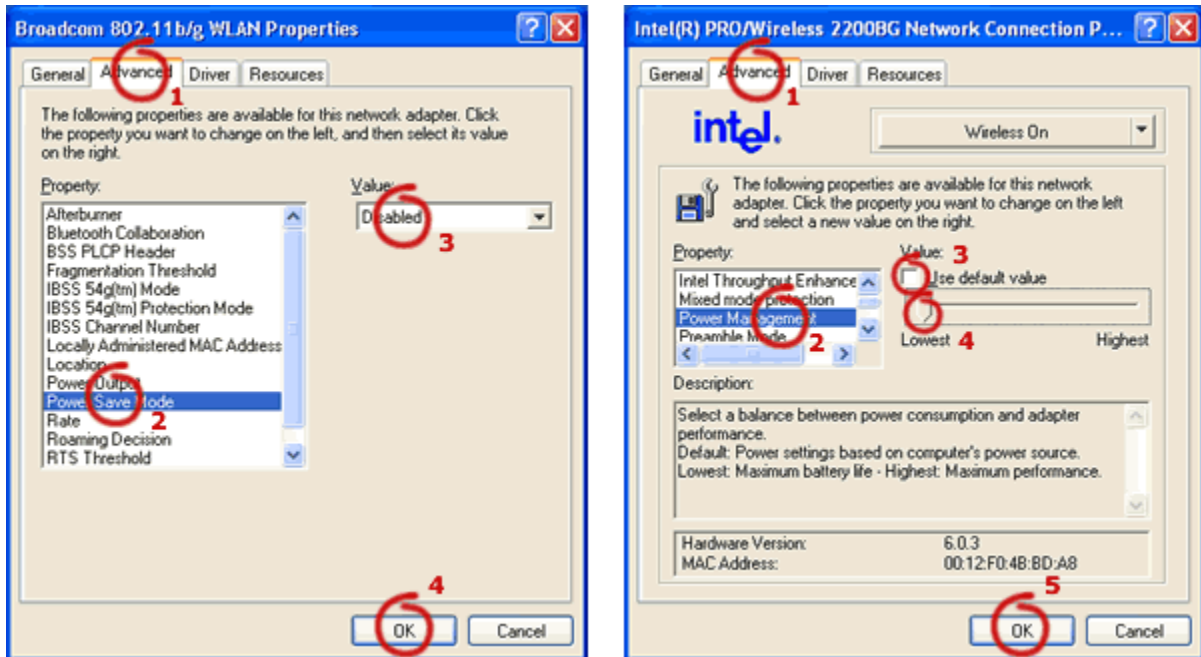 Broadcom 802.11b/g WLAN Properties
General Advanced Driver Resources
1
The following properties are available for this network adapter. Click
the property you want to change on the left, and then select its value
on the right.
Property: Value:
Afterburner
Bluetooth Collaboration
BSS PLCP Header
Fragmentation Threshold
IBSS 54g(tm) Mode
IBSS 54g(tm) Protection Mode
IBSS Channel Number
Locally Administered MAC Address
Location
Power Output
Power Save Mode
Rate
Roaming Decision
RTS Threshold
2
Disabled
3
4
OK Cancel
Intel(R) PRO/Wireless 2200BG Network Connection P...
General Advanced Driver Resources
1
intel.
Wireless On
The following properties are available for this network
adapter. Click the property you want to change on the left
and select a new value on the right.
Property: Value: 3
Intel Throughput Enhance
Mixed mode protection
Power Management
Preamble Mode
2
Use default value
4
Lowest Highest
Description:
Select a balance between power consumption and adapter
performance.
Default: Power settings based on computer's power source.
Lowest: Maximum battery life - Highest: Maximum performance.
Hardware Version: 6.0.3
MAC Address: 00:12:F0:4B:BD:A8
5
OK Cancel